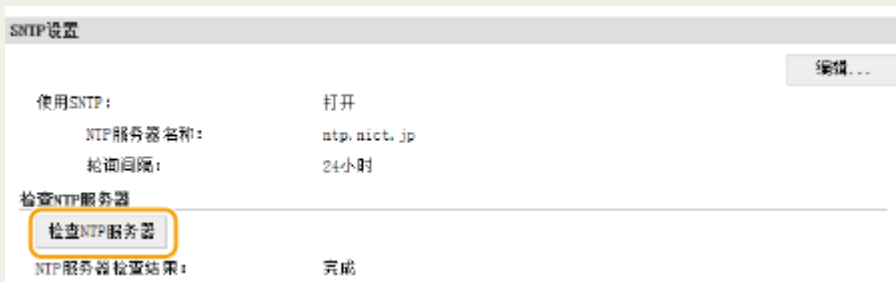 SNTP设置
编辑...
使用SNTP: 打开
NTP服务器名称: ntp.nict.jp
轮询间隔: 24小时
检查NTP服务器
检查NTP服务器
NTP服务器检查结果: 完成